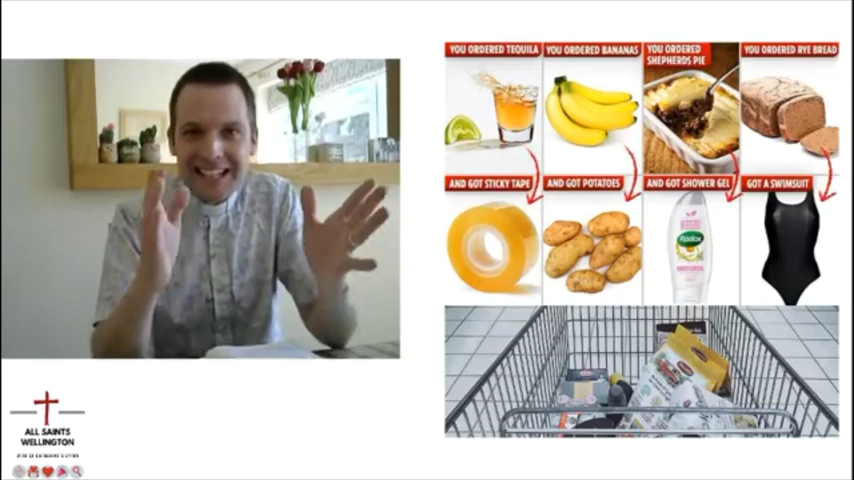 YOU ORDERED TEQUILA
YOU ORDERED BANANAS
YOU ORDERED
SHEPHERDS PIE
YOU ORDERED RYE BREAD
AND GOT STICKY TAPE
AND GOT POTATOES
AND GOT SHOWER GEL
GOT A SWIMSUIT
Radox
ALL SAINTS
WELLINGTON